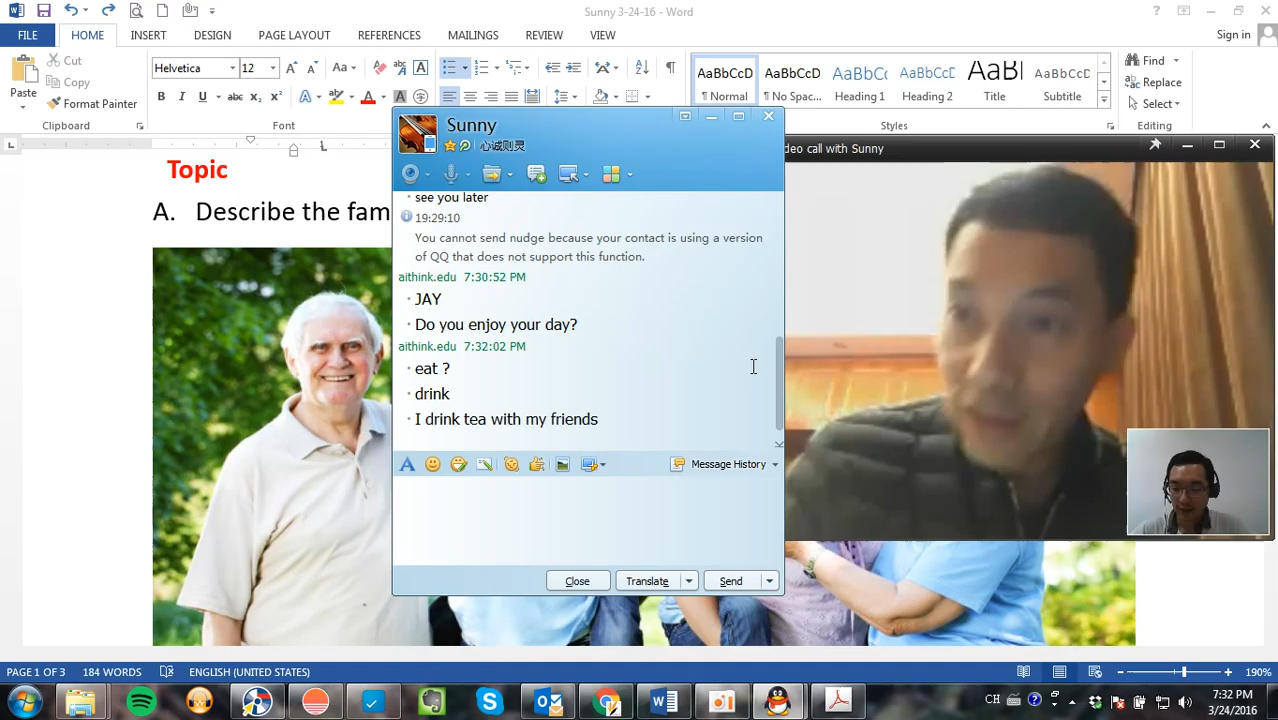 Sunny 3-24-16 - Word
Sign in
FILE
HOME
INSERT
DESIGN
PAGE LAYOUT
REFERENCES
MAILINGS
REVIEW
VIEW
Paste
Cut
Copy
Format Painter
Clipboard
Helvetica
12
Font
AaBbCcD
¶ Normal
AaBbCcD
¶ No Spac...
AaBbC
Heading 1
AaBbCcD
Heading 2
AaBl
Title
AaBbCcD
Subtitle
Styles
Find
Replace
Select
Editing
Topic
A. Describe the fam
Sunny
心诚则灵
see you later
19:29:10
You cannot send nudge because your contact is using a version
of QQ that does not support this function.
aithink.edu 7:30:52 PM
JAY
Do you enjoy your day?
aithink.edu 7:32:02 PM
eat ?
drink
I drink tea with my friends
Message History
Close
Translate
Send
deo call with Sunny
PAGE 1 OF 3
184 WORDS
ENGLISH (UNITED STATES)
190%
CH
7:32 PM
3/24/2016